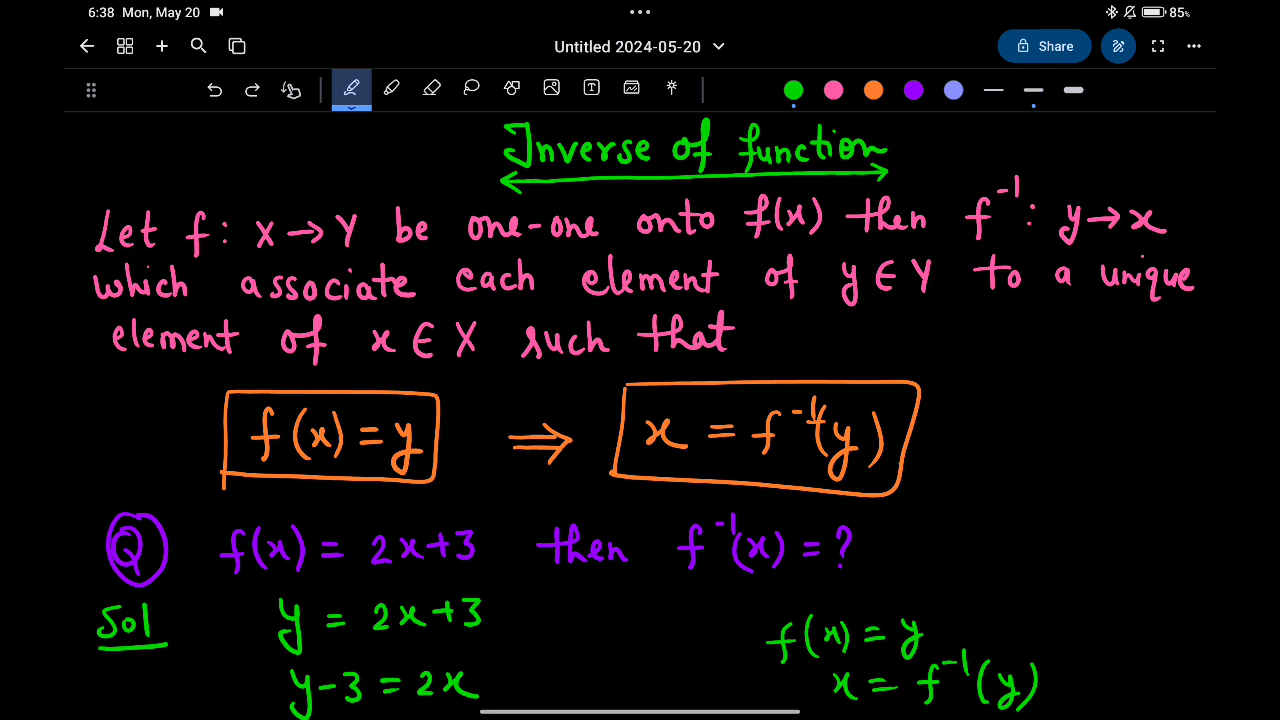 6:38 Mon, May 20
85%
Untitled 2024-05-20
Share
Inverse of function
Let f: X→Y be one-one onto f(x) then f⁻¹: y→x
which associate each element of y∈Y to a unique
element of x∈X such that
f(x)=y ⇒ x = f⁻¹(y)
Q f(x) = 2x+3 then f⁻¹(x) = ?
Sol y = 2x+3
f(x) = y
y-3 = 2x
x = f⁻¹(y)